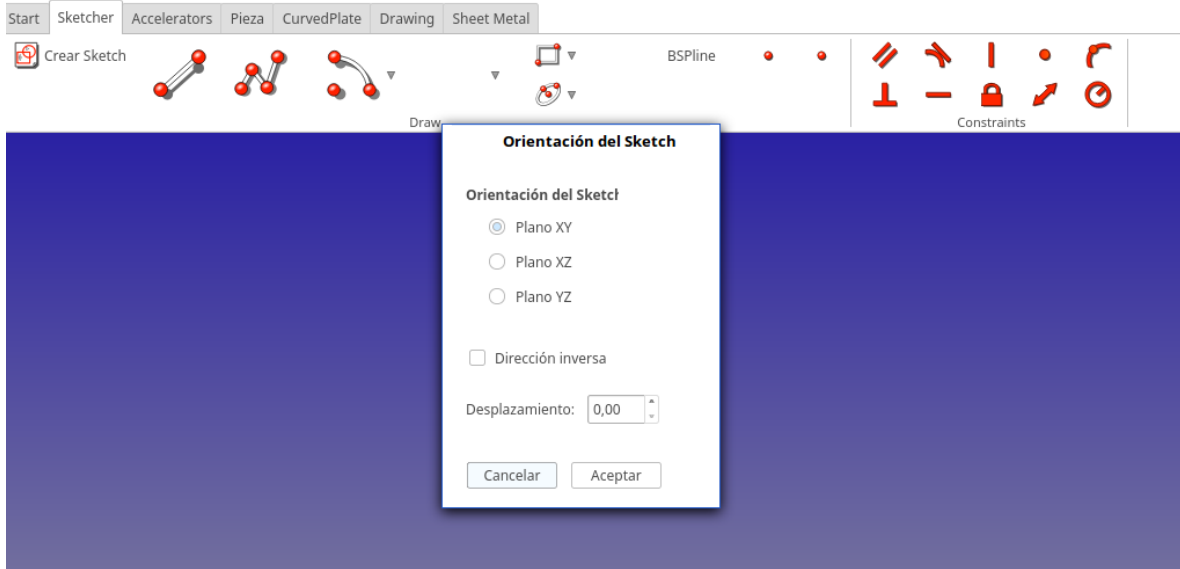 Start Sketcher Accelerators Pieza CurvedPlate Drawing Sheet Metal
Crear Sketch
BSPline
Draw
Constraints
Orientación del Sketch
Orientación del Sketch
Plano XY
Plano XZ
Plano YZ
Dirección inversa
Desplazamiento: 0,00
Cancelar Aceptar